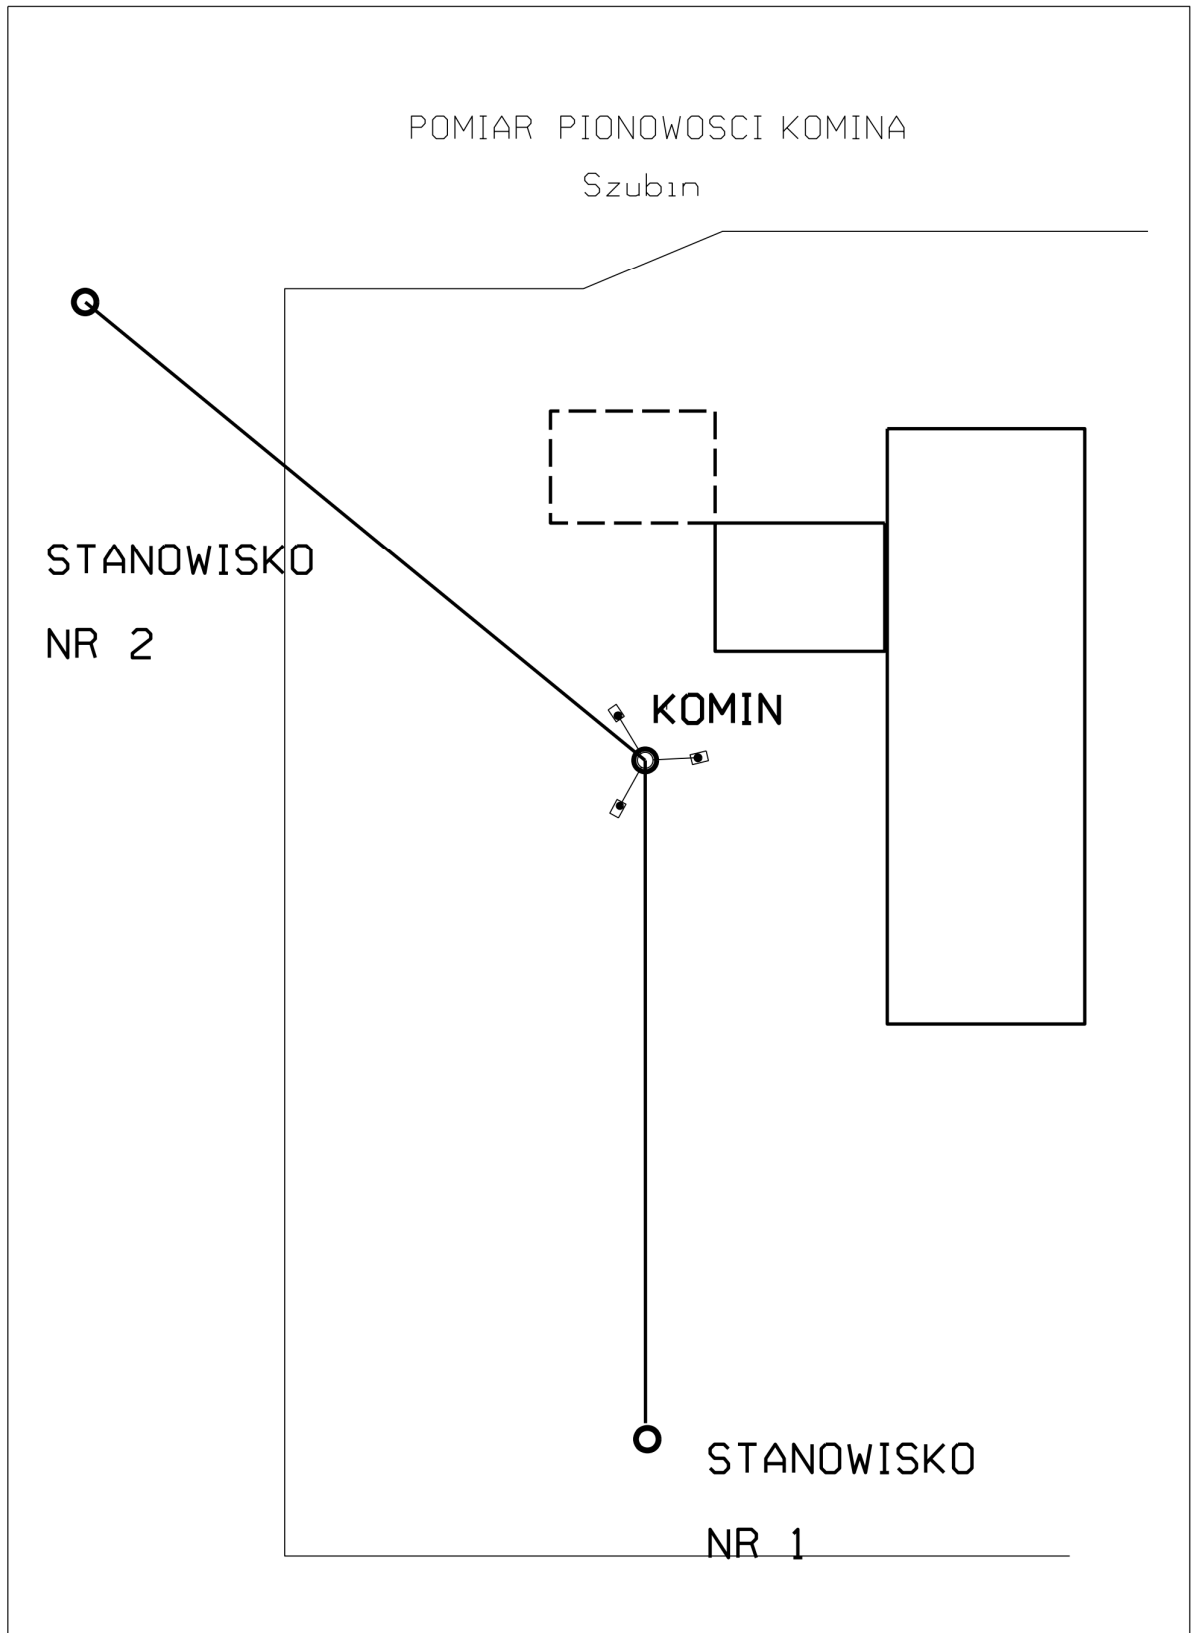 POMIAR PIONOWOSCI KOMINA
Szubin
STANOWISKO
NR 2
KOMIN
STANOWISKO
NR 1